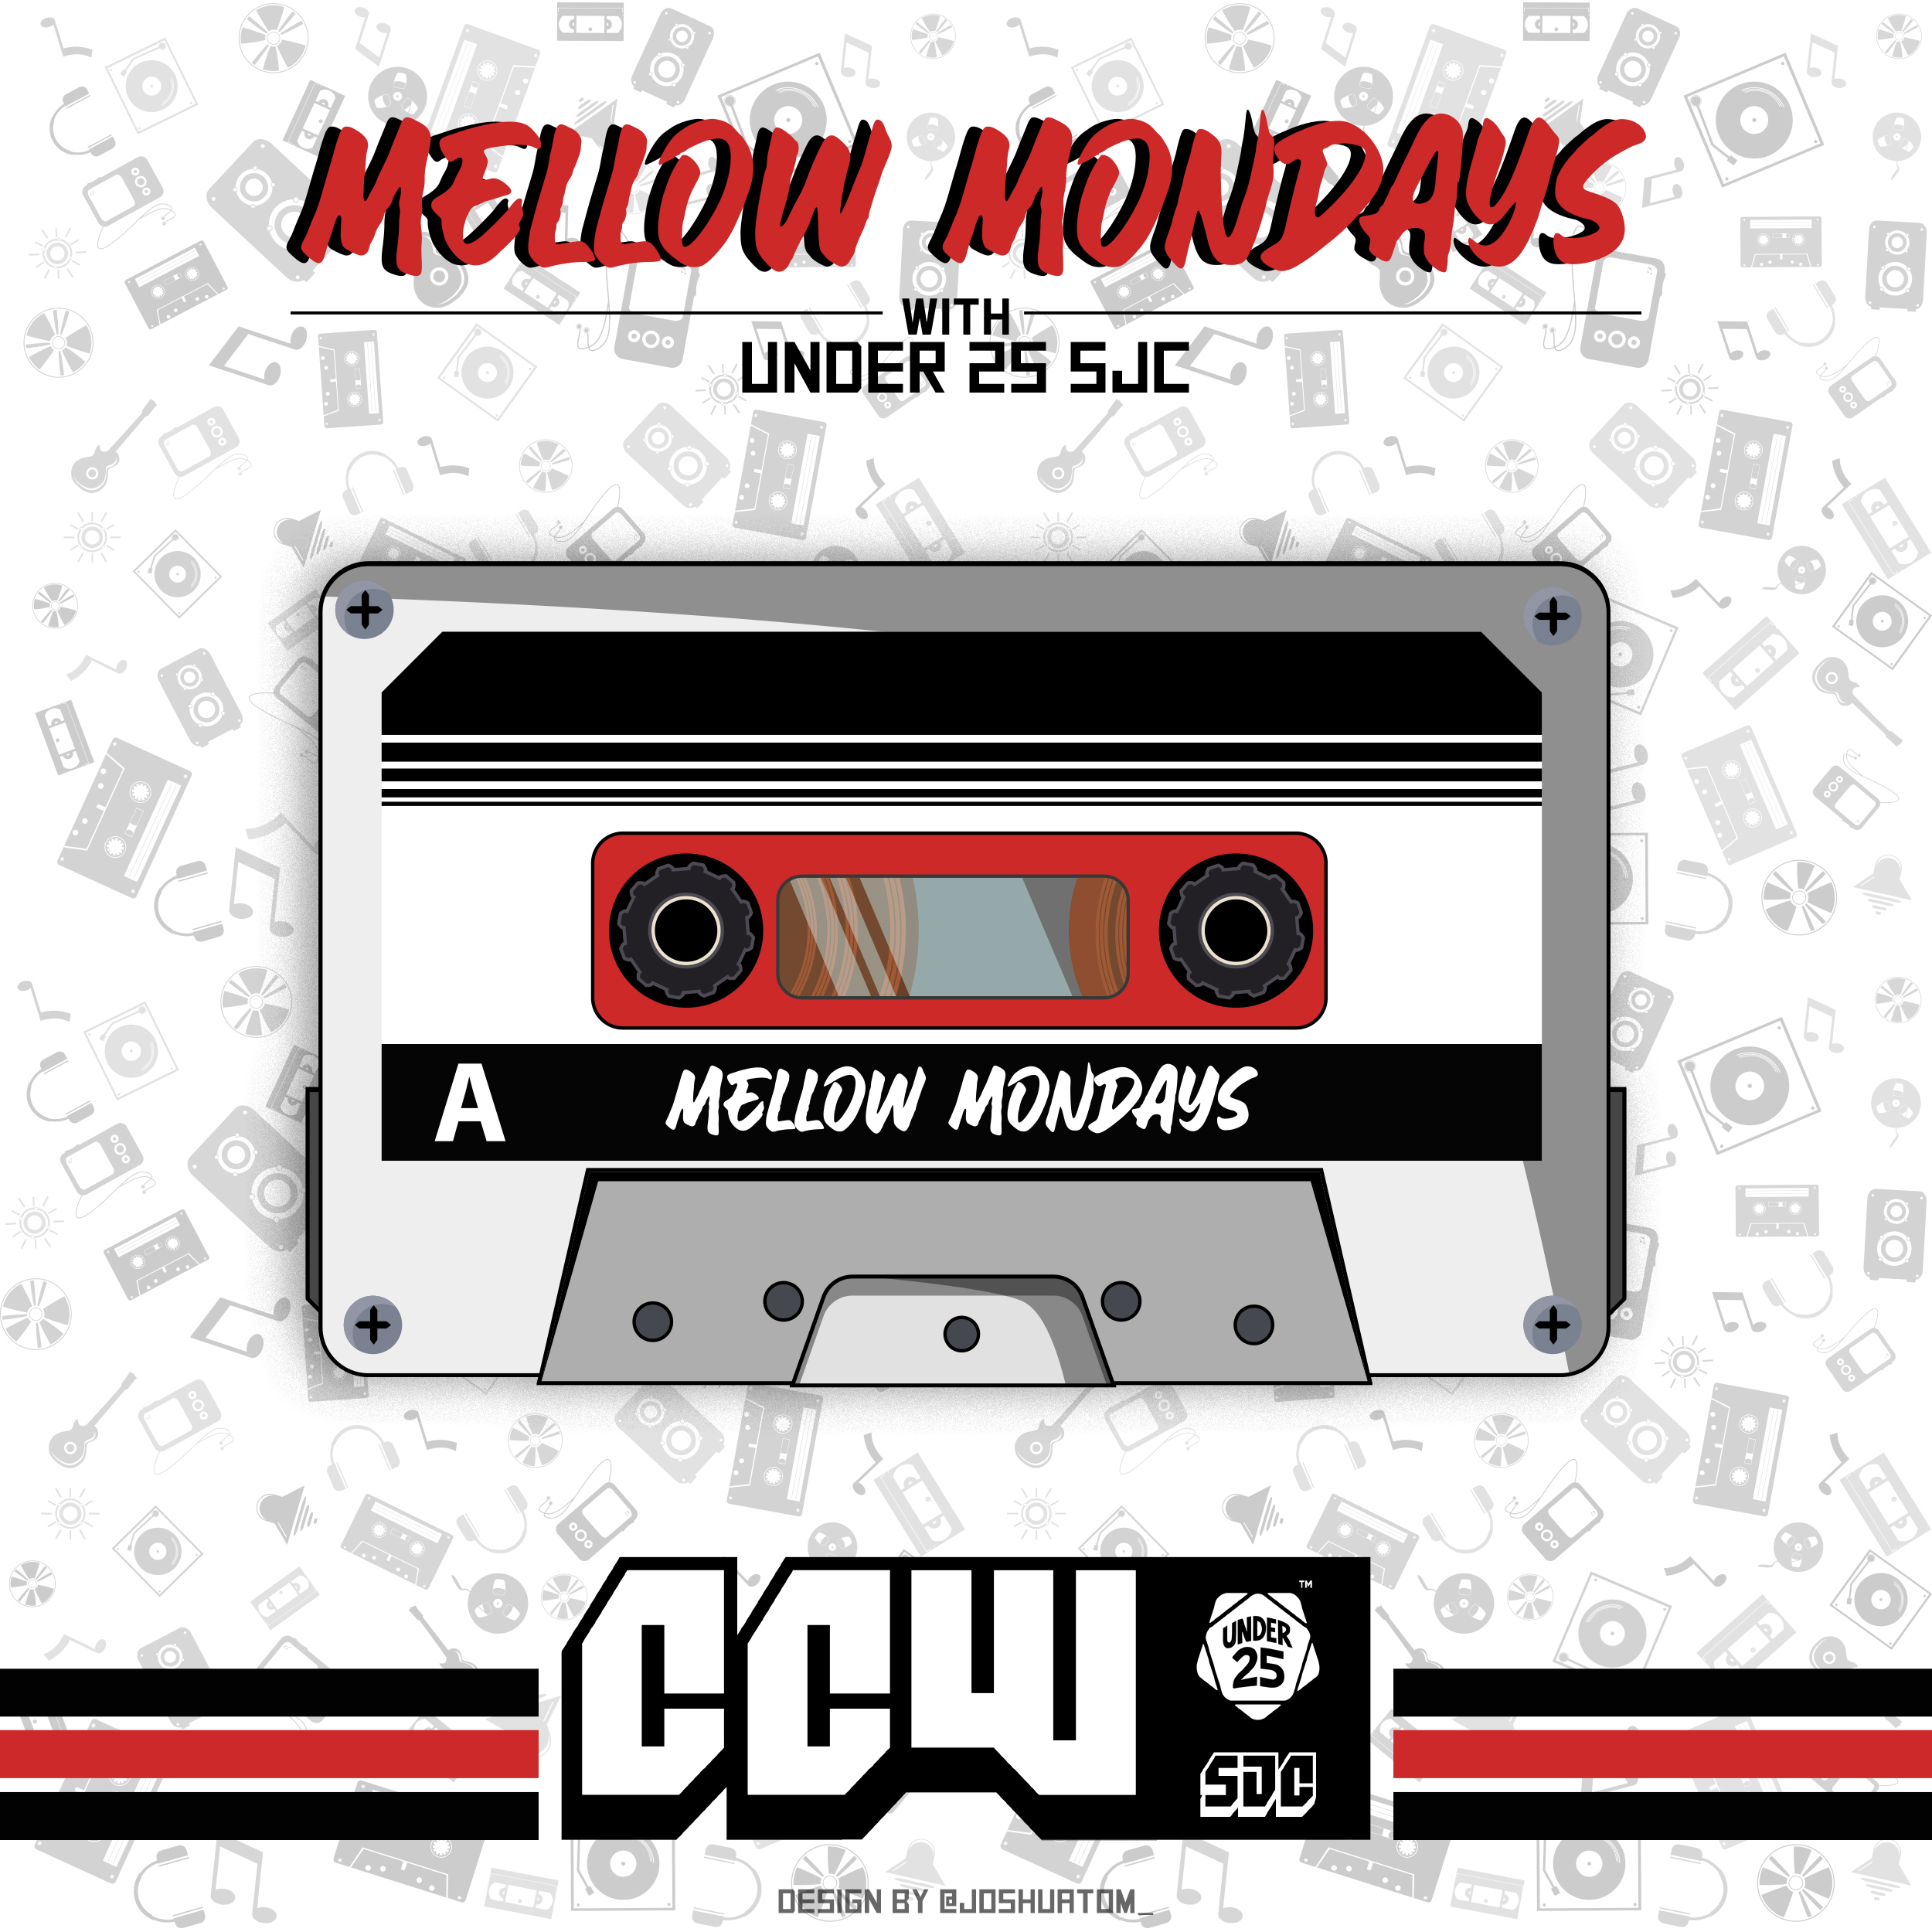 MELLOW MONDAYS
WITH
UNDER 25 SJC
A MELLOW MONDAYS
CCW
TM
UNDER
25
SJC
DESIGN BY @JOSHUATOM_